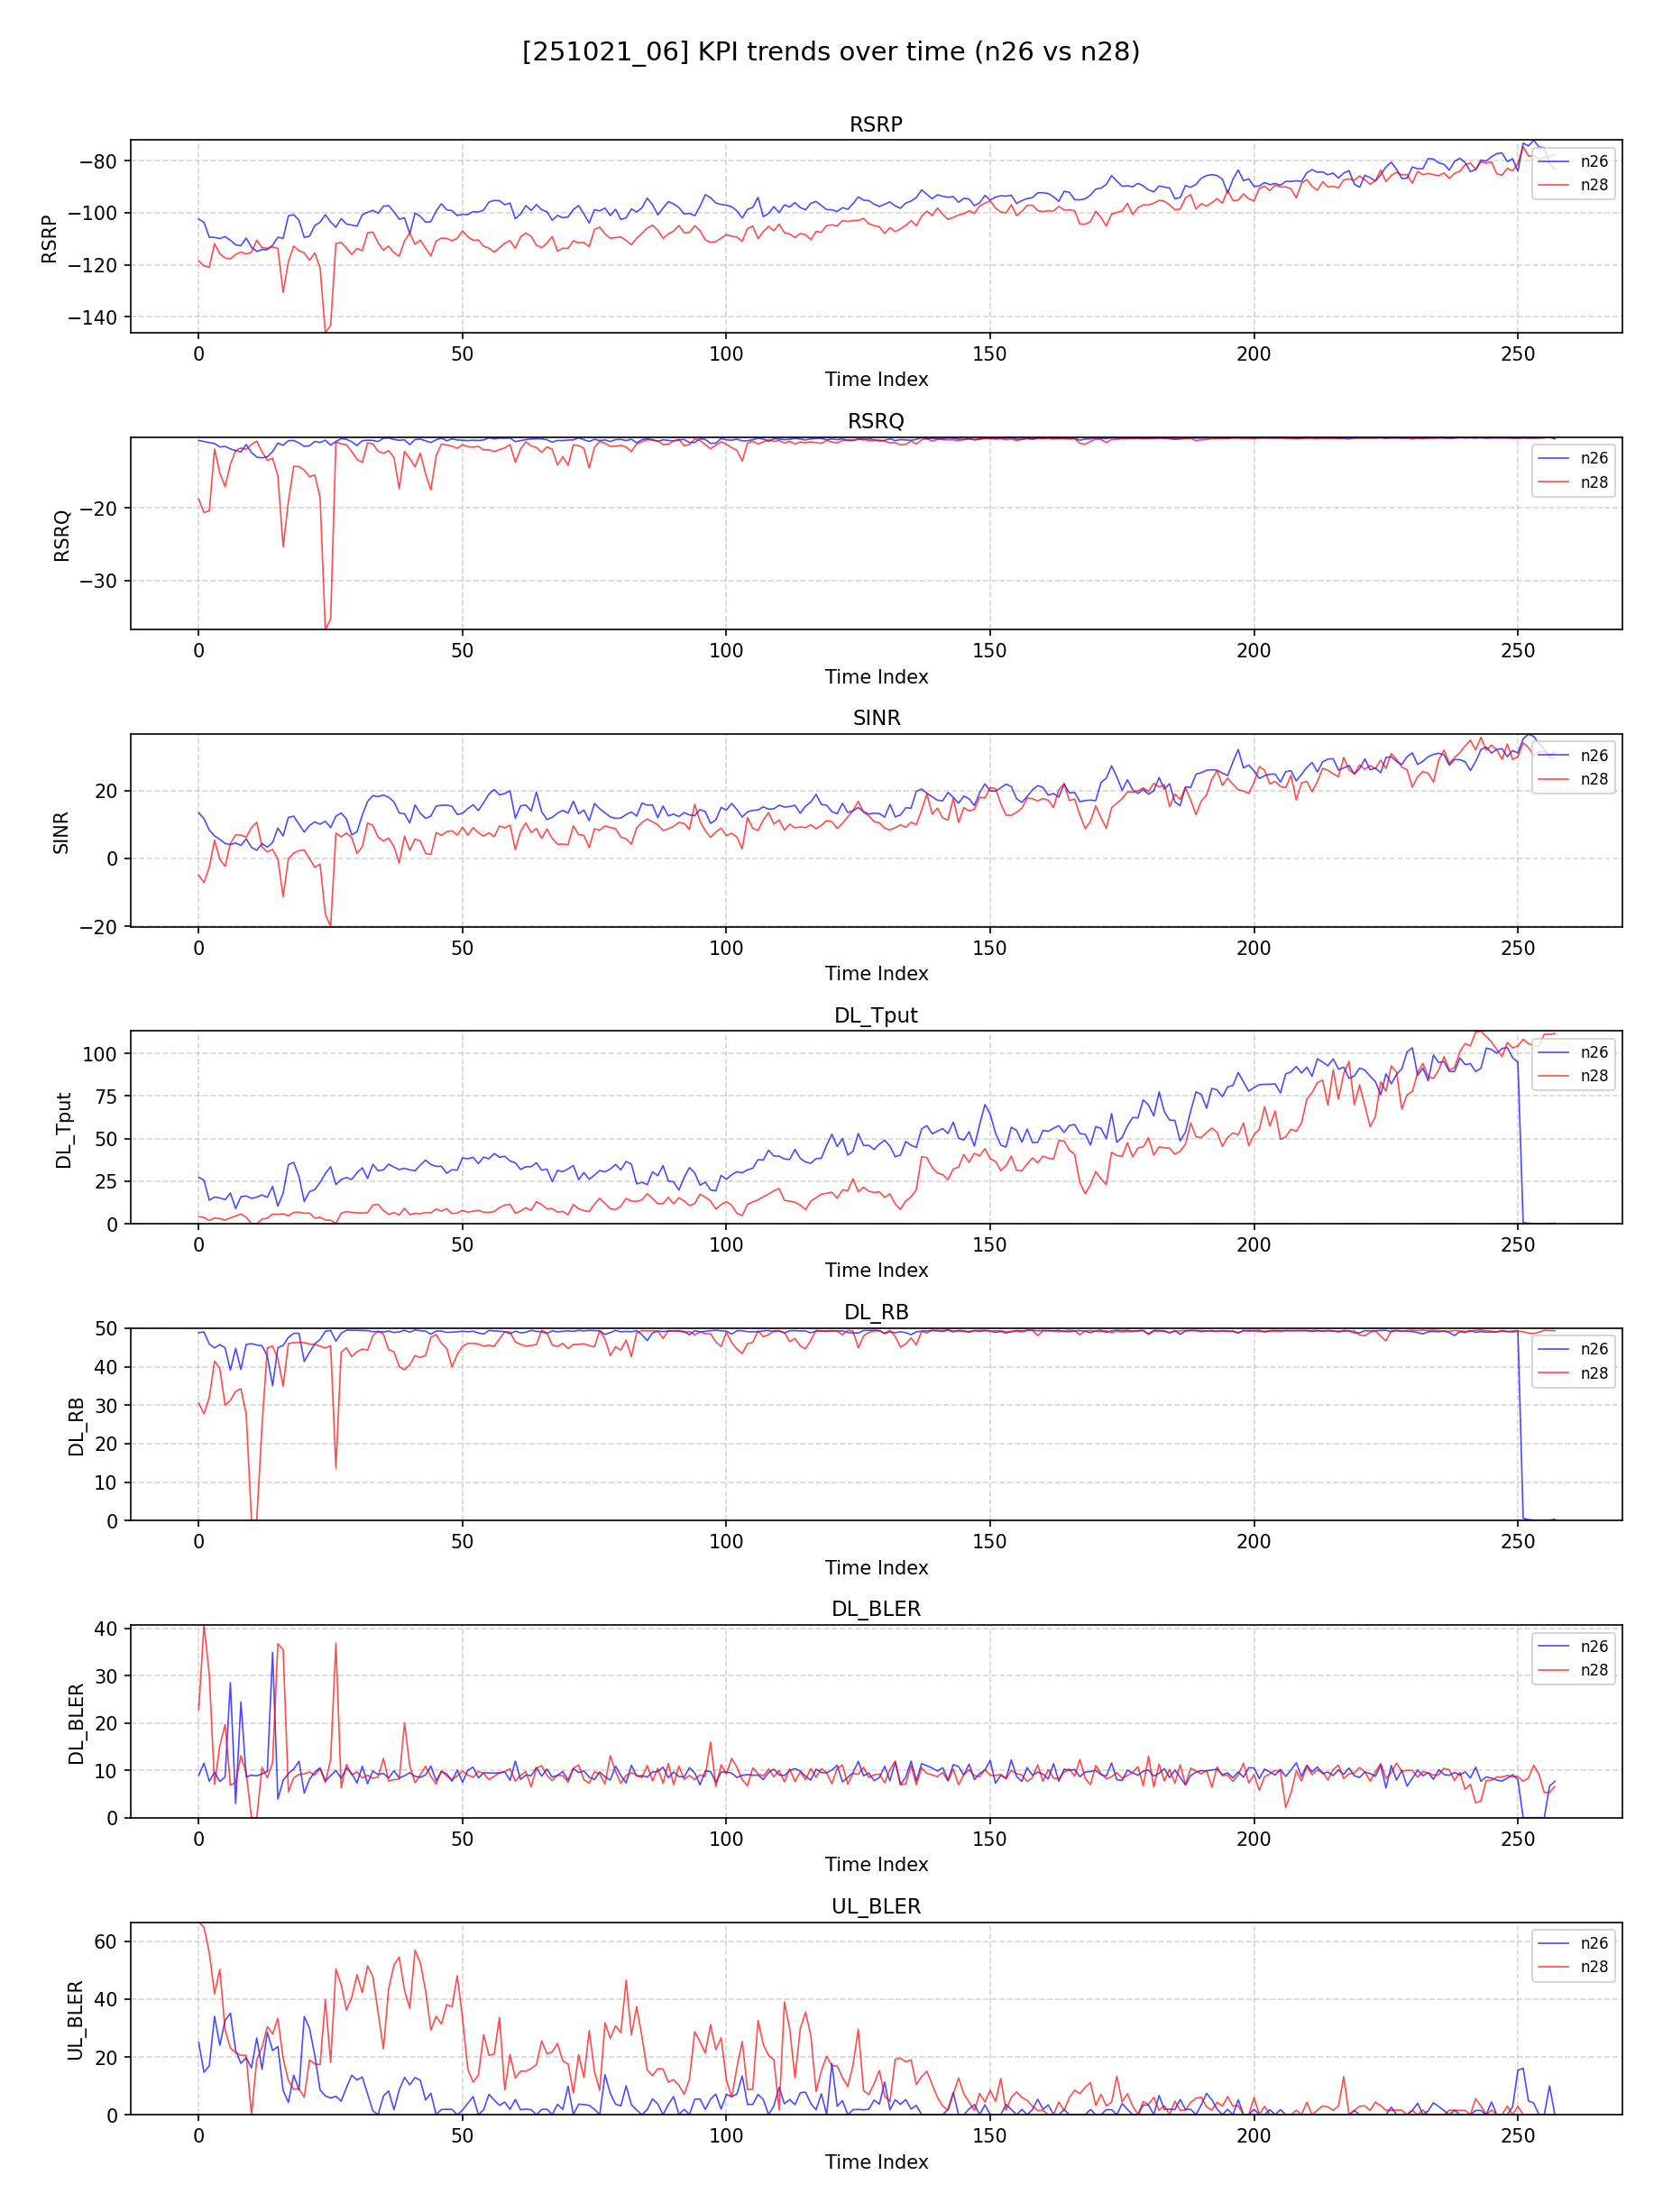 [251021_06] KPI trends over time (n26 vs n28)
RSRP
RSRP
−80
−100
−120
−140
n26
n28
0 50 100 150 200 250
Time Index
RSRQ
RSRQ
−20
−30
n26
n28
0 50 100 150 200 250
Time Index
SINR
SINR
20
0
−20
n26
n28
0 50 100 150 200 250
Time Index
DL_Tput
DL_Tput
100
75
50
25
0
n26
n28
0 50 100 150 200 250
Time Index
DL_RB
DL_RB
50
40
30
20
10
0
n26
n28
0 50 100 150 200 250
Time Index
DL_BLER
DL_BLER
40
30
20
10
0
n26
n28
0 50 100 150 200 250
Time Index
UL_BLER
UL_BLER
60
40
20
0
n26
n28
0 50 100 150 200 250
Time Index